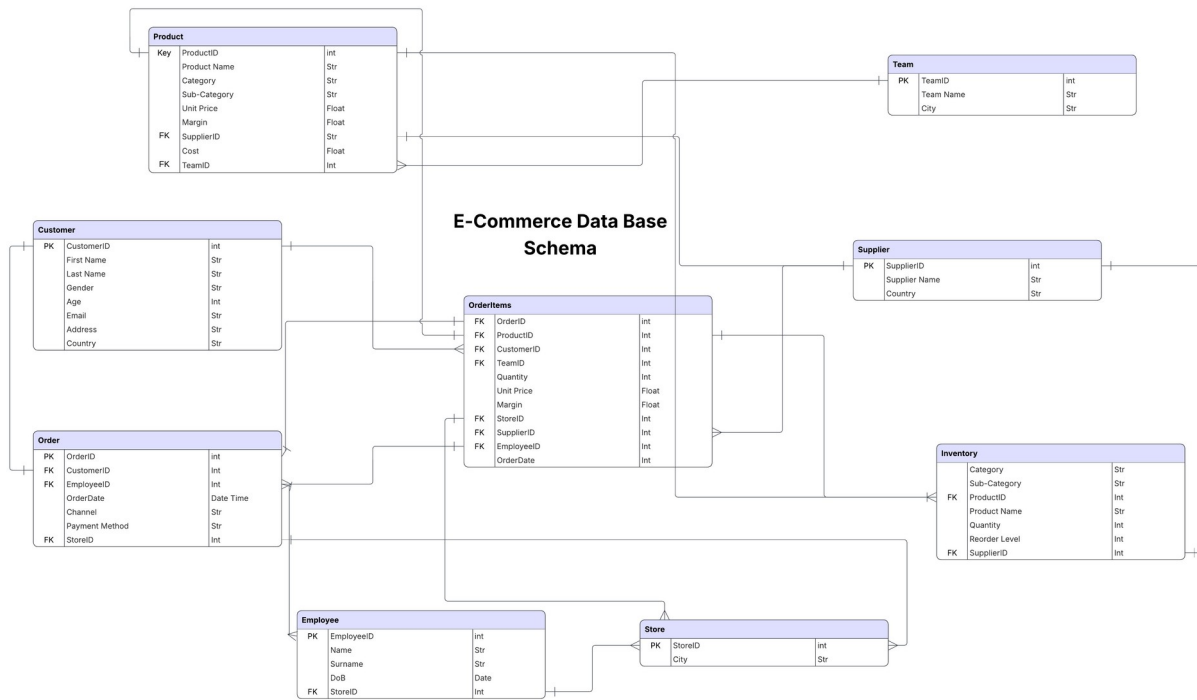 Product
Key ProductID int
Product Name Str
Category Str
Sub-Category Str
Unit Price Float
Margin Float
FK SupplierID Str
Cost Float
FK TeamID Int
Team
PK TeamID int
Team Name Str
City Str
E-Commerce Data Base
Schema
Customer
PK CustomerID int
First Name Str
Last Name Str
Gender Str
Age Int
Email Str
Address Str
Country Str
Supplier
PK SupplierID int
Supplier Name Str
Country Str
OrderItems
FK OrderID int
FK ProductID Int
FK CustomerID Int
FK TeamID Int
Quantity Int
Unit Price Float
Margin Float
FK StoreID Int
FK SupplierID Int
FK EmployeeID Int
OrderDate Int
Order
PK OrderID int
FK CustomerID Int
FK EmployeeID Int
OrderDate Date Time
Channel Str
Payment Method Str
FK StoreID Int
Inventory
Category Str
Sub-Category Str
FK ProductID Int
Product Name Str
Quantity Int
Reorder Level Int
FK SupplierID Int
Employee
PK EmployeeID int
Name Str
Surname Str
DoB Date
FK StoreID Int
Store
PK StoreID int
City Str